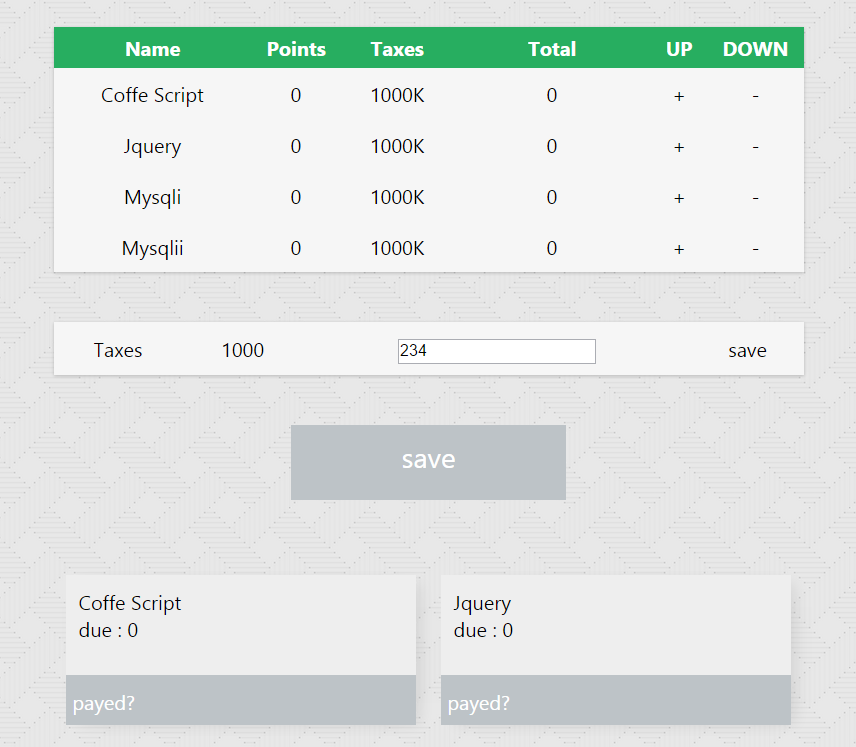 Name Points Taxes Total UP DOWN
Coffe Script 0 1000K 0 + -
Jquery 0 1000K 0 + -
Mysqli 0 1000K 0 + -
Mysqlii 0 1000K 0 + -
Taxes 1000 234 save
save
Coffe Script
due : 0
payed?
Jquery
due : 0
payed?